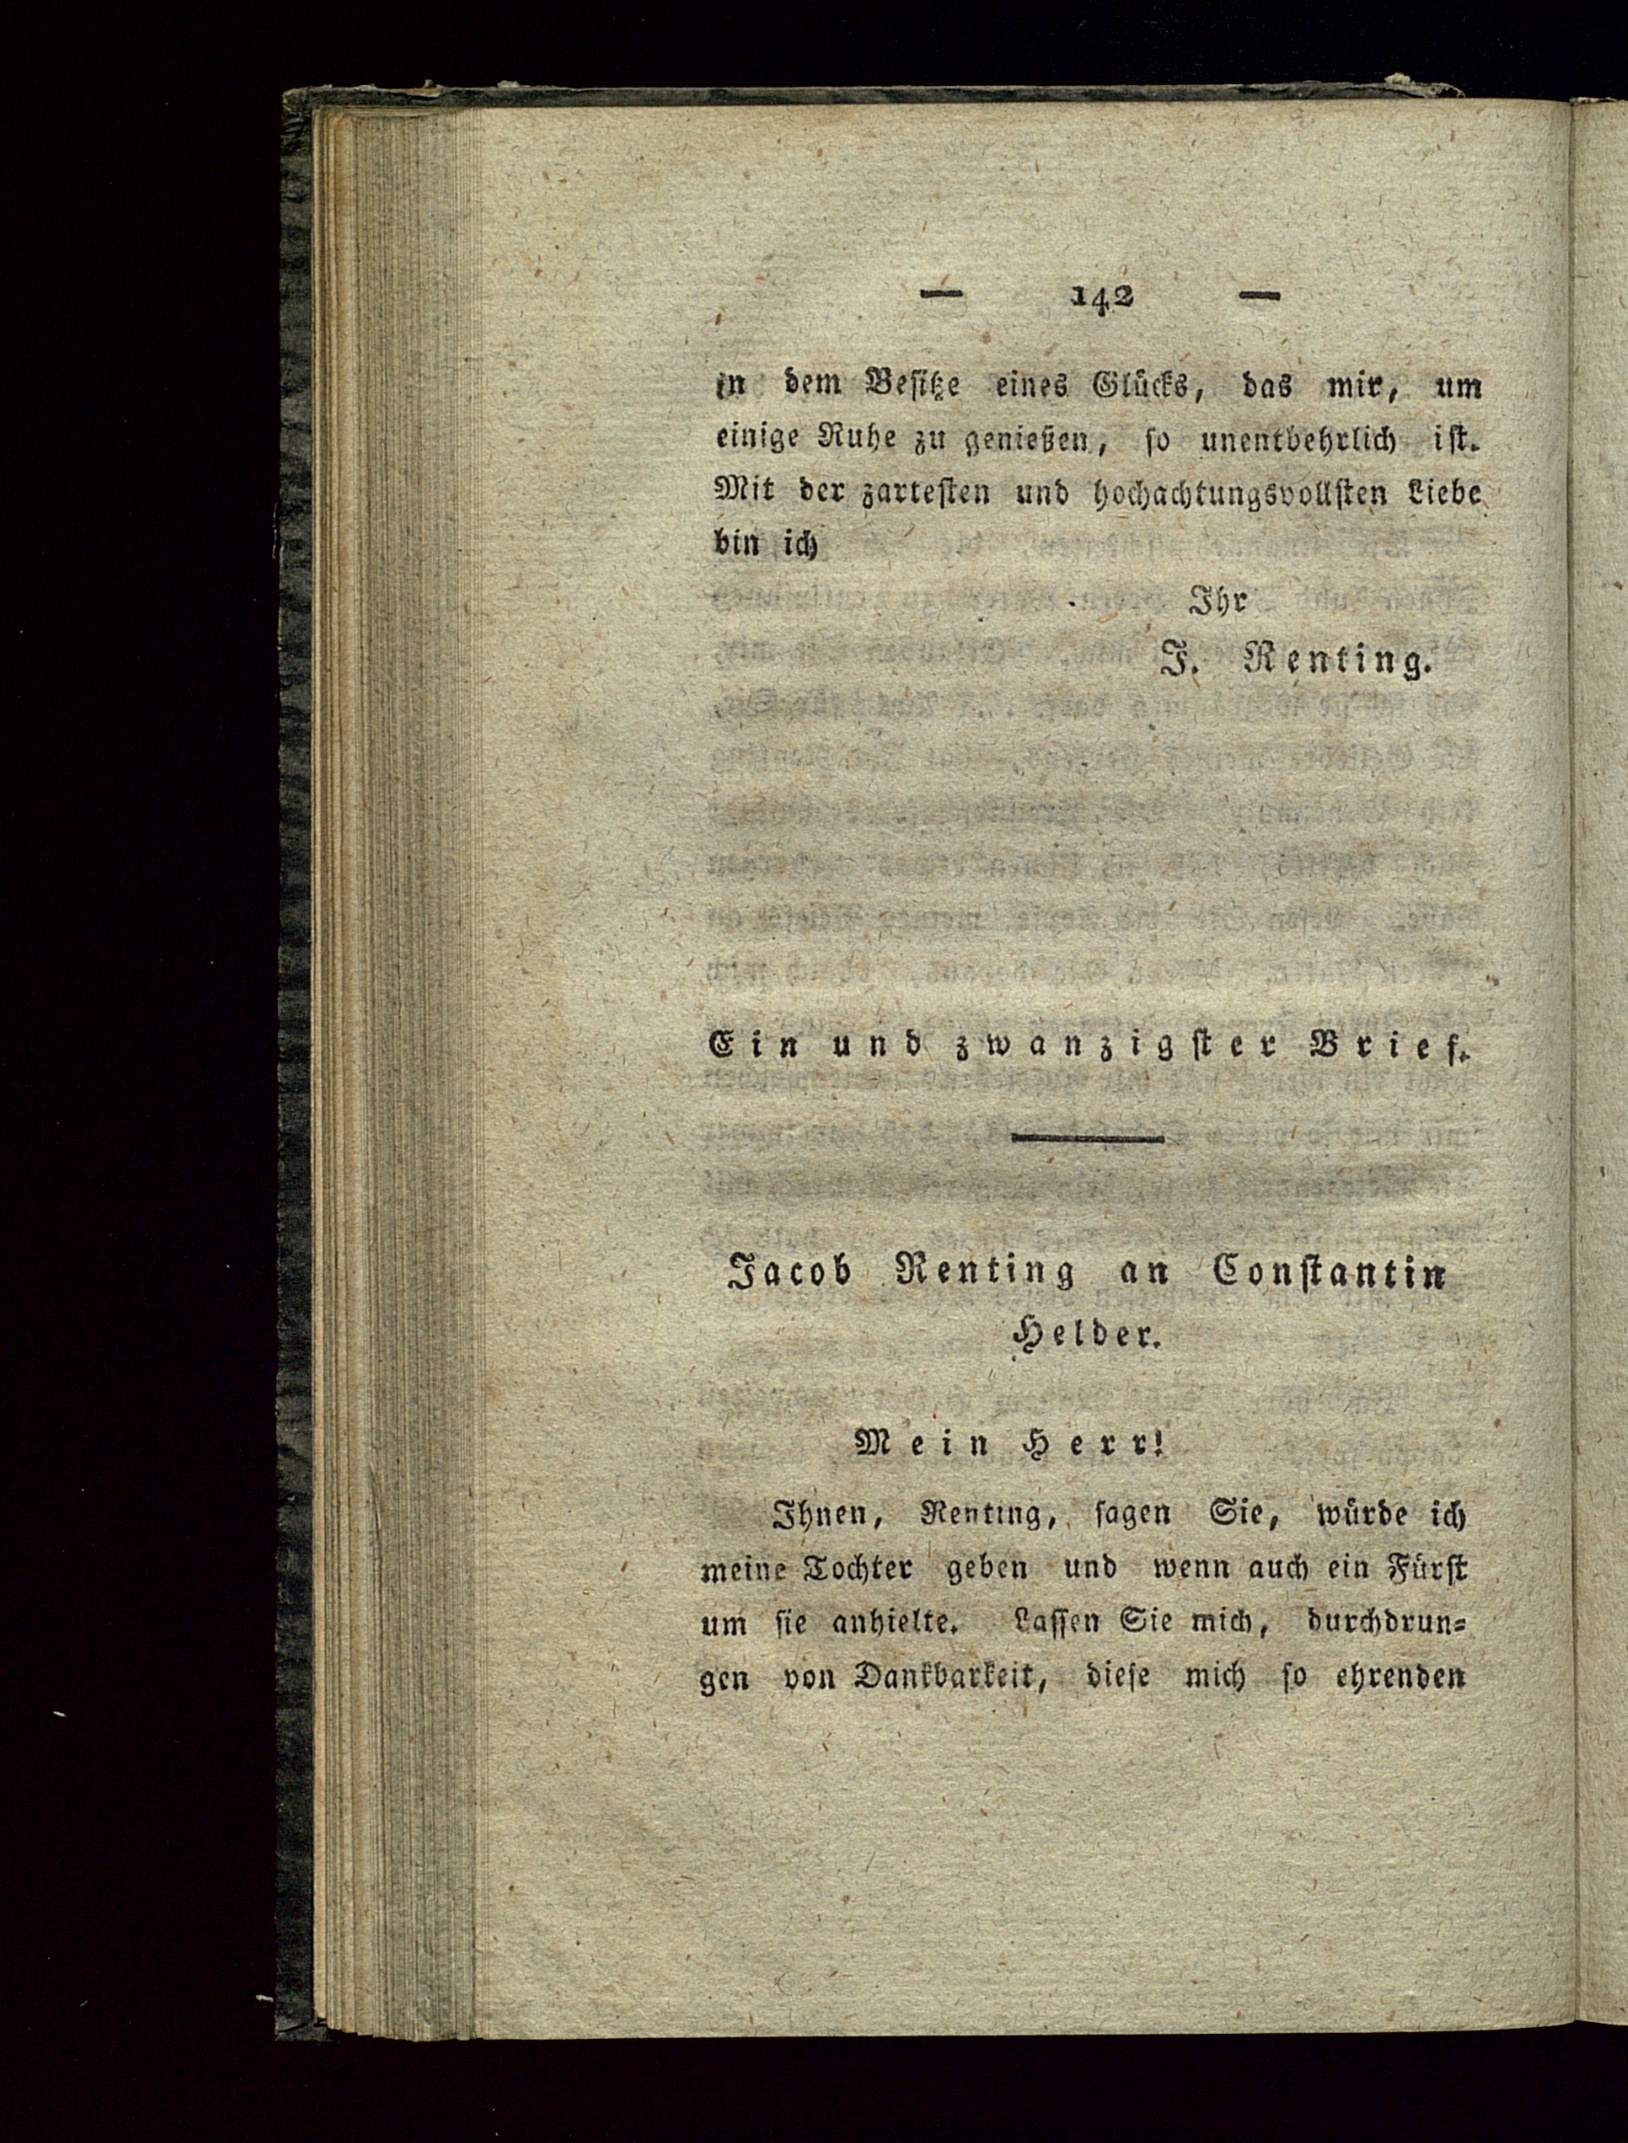 — 142 —
in dem Besitze eines Glücks, das mir, um
einige Ruhe zu genießen, so unentbehrlich ist.
Mit der zartesten und hochachtungsvollsten Liebe
bin ich
Ihr
J. Renting.
Ein und zwanzigster Brief.
Jacob Renting an Constantin
Helder.
Mein Herr!
Ihnen, Renting, sagen Sie, würde ich
meine Tochter geben und wenn auch ein Fürst
um sie anhielte. Lassen Sie mich, durchdrun⸗
gen von Dankbarkeit, diese mich so ehrenden